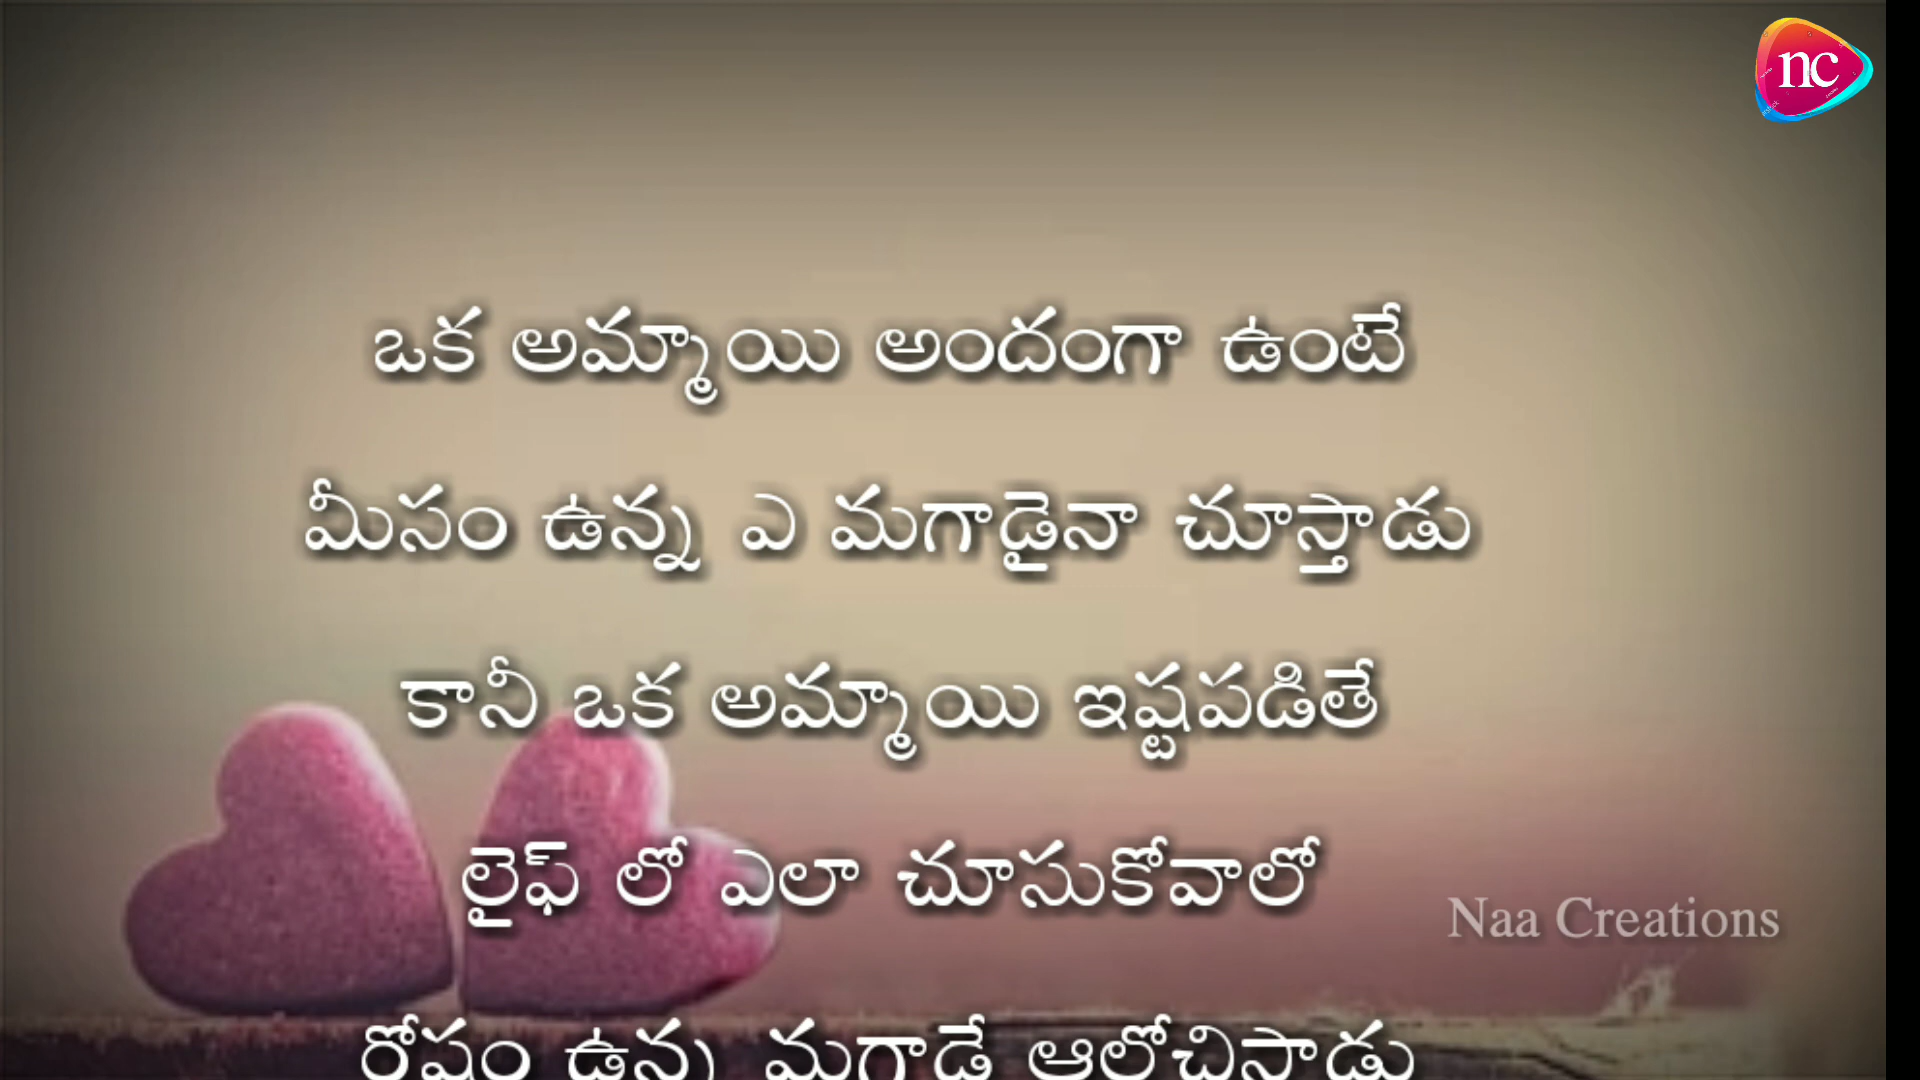 nc
ఒక అమ్మాయి అందంగా ఉంటే
మీసం ఉన్న ఎ మగాడైనా చూస్తాడు
కానీ ఒక అమ్మాయి ఇష్టపడితే
లైఫ్ లో ఎలా చూసుకోవాలో
Naa Creations
రోషం ఉన్న మగాడే ఆలోచిస్తాడు